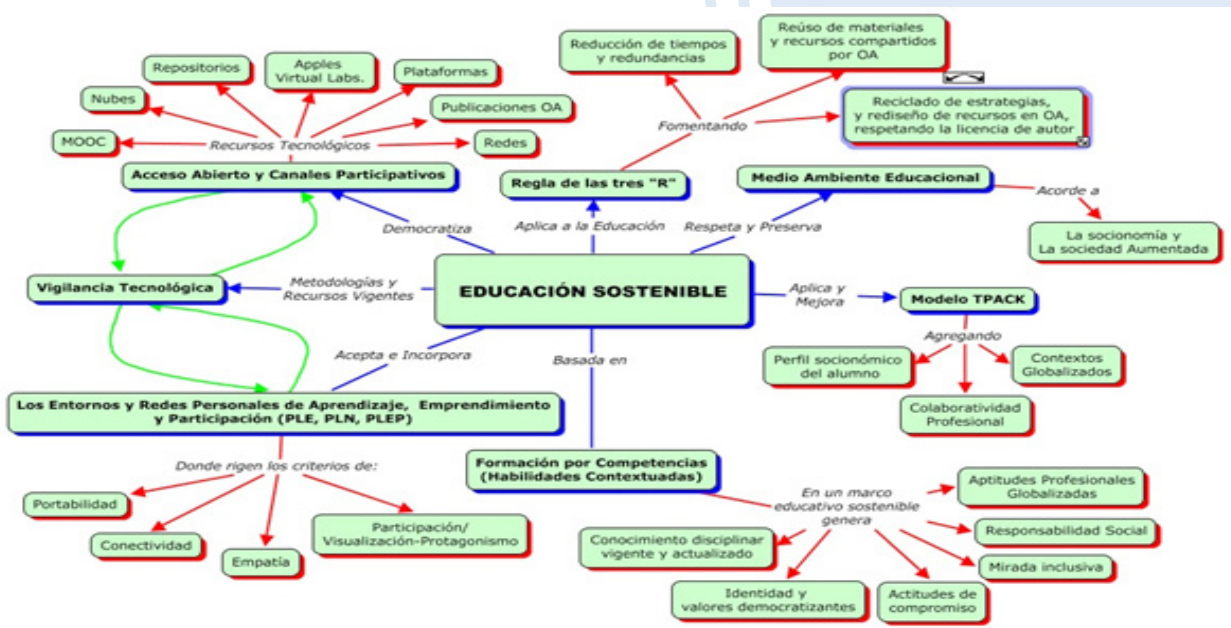 Reducción de tiempos
y redundancias
Reúso de materiales
y recursos compartidos
por OA
Reciclado de estrategias,
y rediseño de recursos en OA,
respetando la licencia de autor
Fomentando
Repositorios
Apples
Virtual Labs.
Plataformas
Nubes
Publicaciones OA
MOOC
Recursos Tecnológicos
Redes
Acceso Abierto y Canales Participativos
Regla de las tres "R"
Medio Ambiente Educacional
Acorde a
La socionomía y
La sociedad Aumentada
Democratiza
Aplica a la Educación
Respeta y Preserva
Vigilancia Tecnológica
Metodologías y
Recursos Vigentes
EDUCACIÓN SOSTENIBLE
Aplica y
Mejora
Modelo TPACK
Agregando
Perfil socionómico
del alumno
Contextos
Globalizados
Colaboratividad
Profesional
Acepta e Incorpora
Basada en
Los Entornos y Redes Personales de Aprendizaje, Emprendimiento
y Participación (PLE, PLN, PLEP)
Donde rigen los criterios de:
Portabilidad
Conectividad
Empatía
Participación/
Visualización-Protagonismo
Formación por Competencias
(Habilidades Contextuadas)
En un marco
educativo sostenible
genera
Aptitudes Profesionales
Globalizadas
Responsabilidad Social
Mirada inclusiva
Conocimiento disciplinar
vigente y actualizado
Identidad y
valores democratizantes
Actitudes de
compromiso